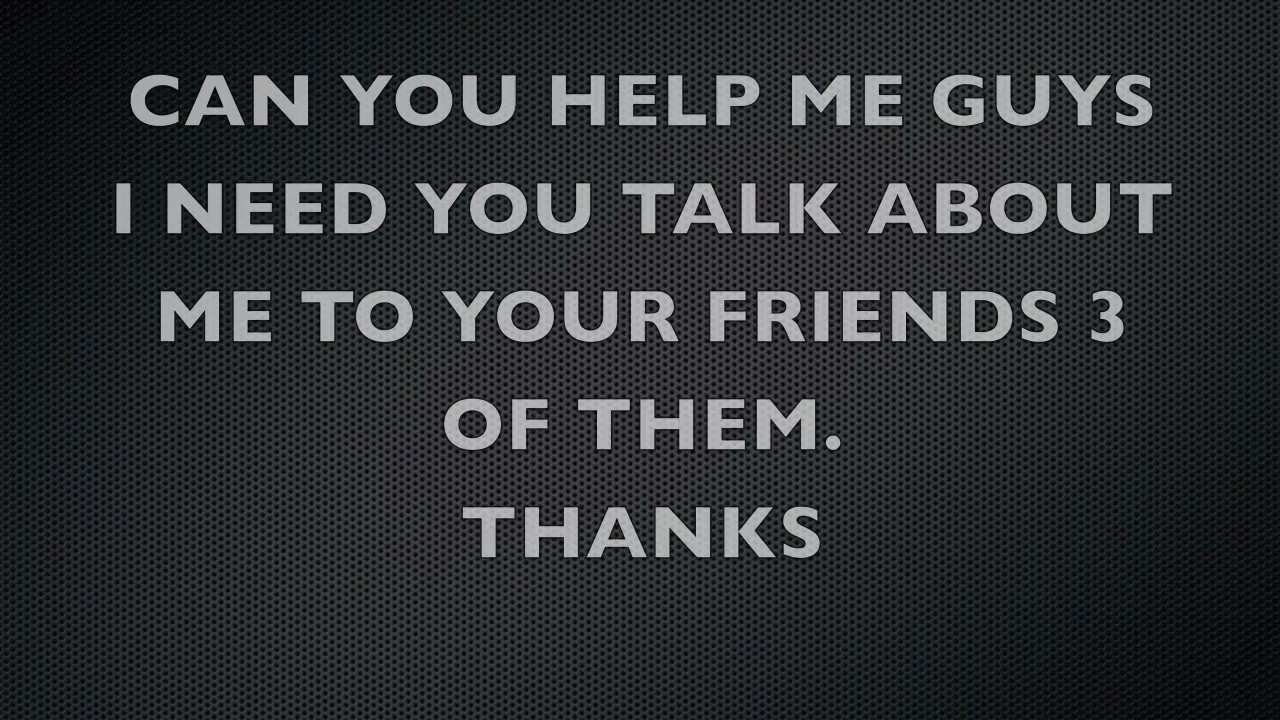 CAN YOU HELP ME GUYS
I NEED YOU TALK ABOUT
ME TO YOUR FRIENDS 3
OF THEM.
THANKS